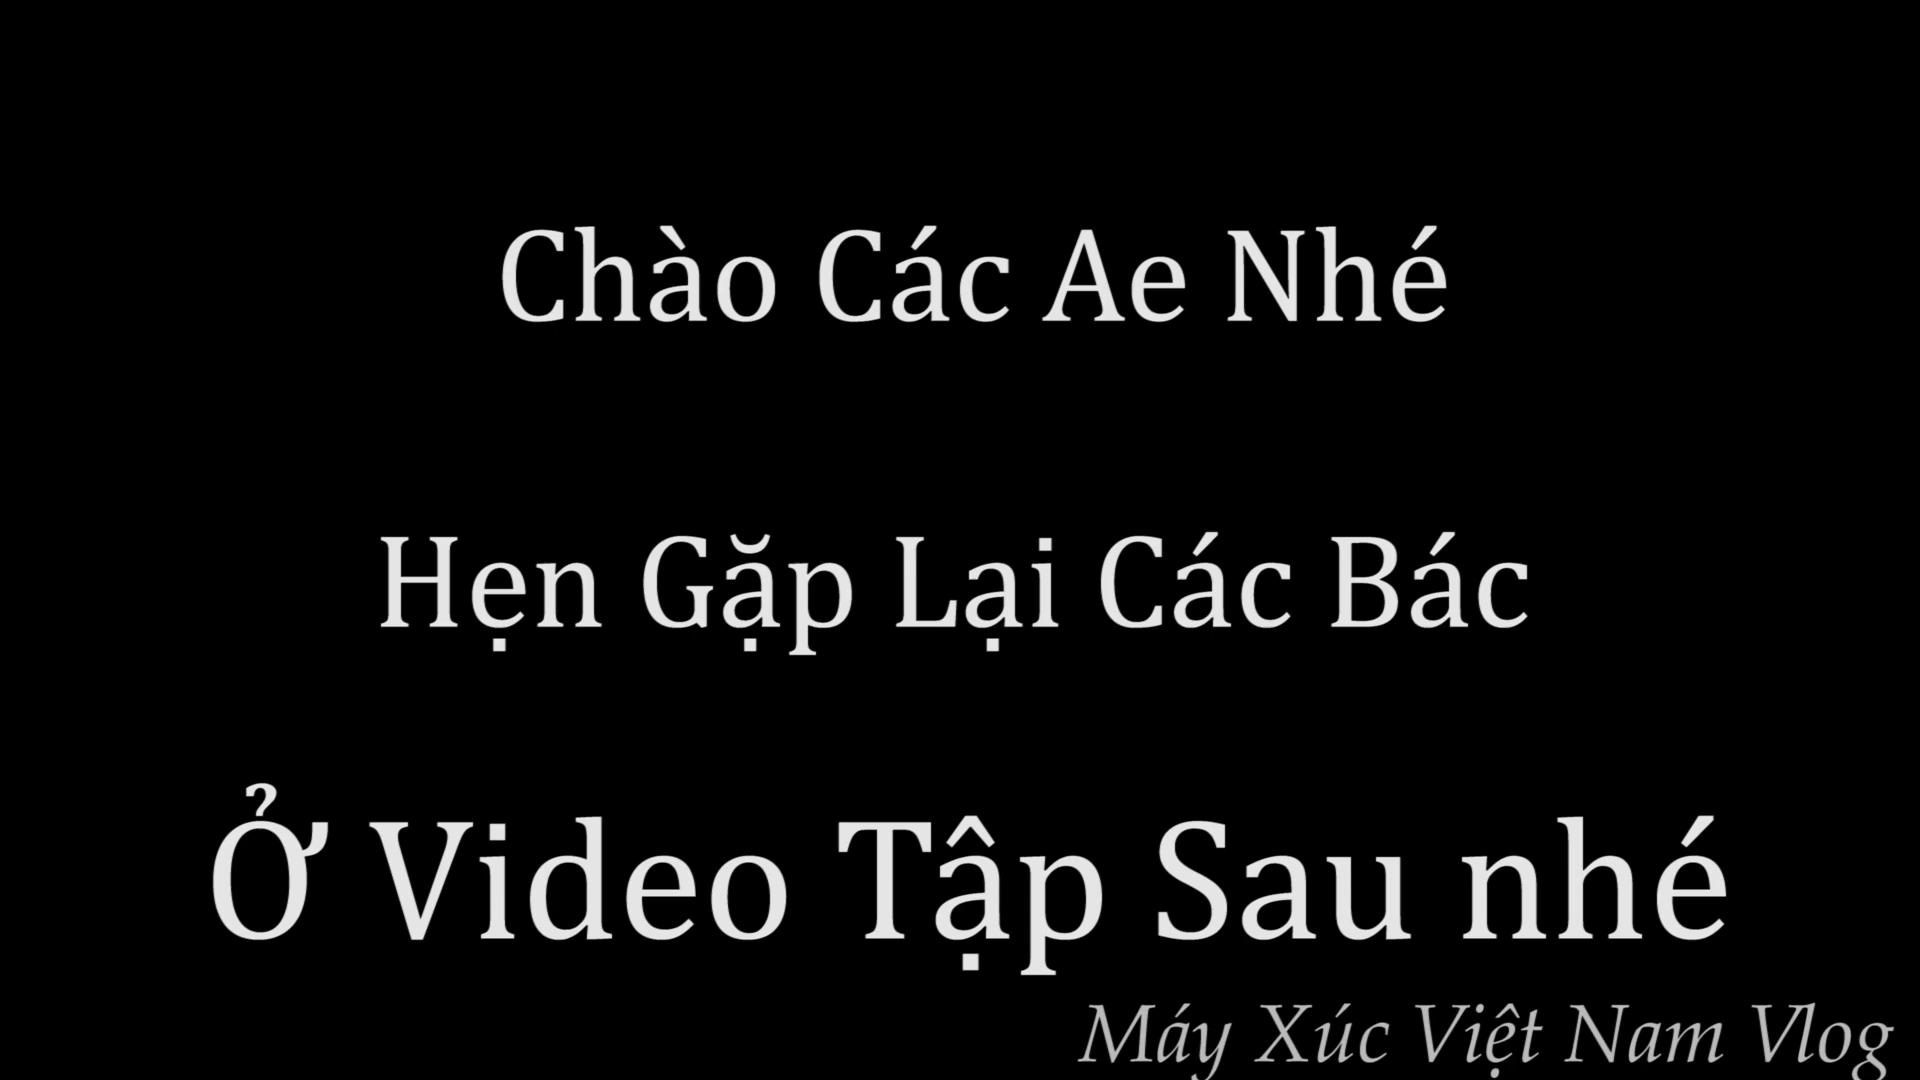 Chào Các Ae Nhé
Hẹn Gặp Lại Các Bác
Ở Video Tập Sau nhé
Máy Xúc Việt Nam Vlog